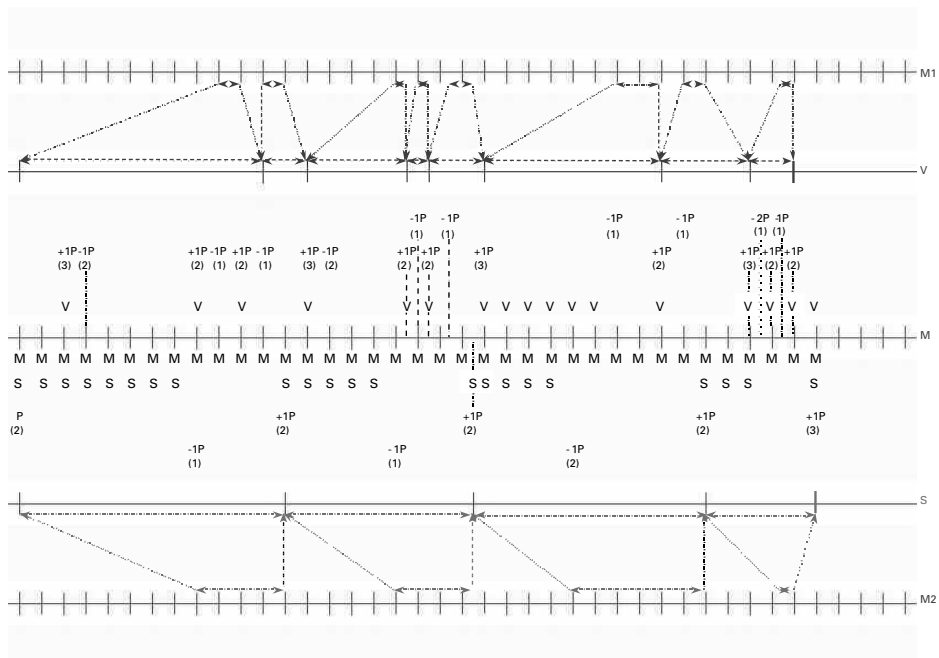 M1
V
-1P - 1P - 1P - 1P - 2P 1P
(1) (1) (1) (1) (1) (1)
+1P -1P +1P -1P +1P - 1P +1P -1P +1P +1P +1P +1P +1P +1P +1P
(3) (2) (2) (1) (2) (1) (3) (2) (2) (2) (3) (2) (3) (2) (2)
V V V V V V V V V V V V V V V V V
M
M M M M M M M M M M M M M M M M M M M M M M M M M M M M M M M M M M M M M
S S S S S S S S S S S S S S S S S S S S S
P +1P +1P +1P +1P
(2) (2) (2) (2) (3)
-1P -1P - 1P
(1) (1) (2)
S
M2